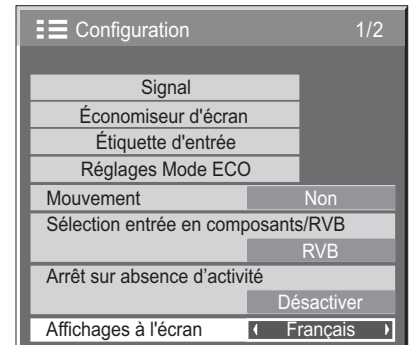 Configuration 1/2
Signal
Économiseur d'écran
Étiquette d'entrée
Réglages Mode ECO
Mouvement Non
Sélection entrée en composants/RVB
RVB
Arrêt sur absence d’activité
Désactiver
Affichages à l'écran Français